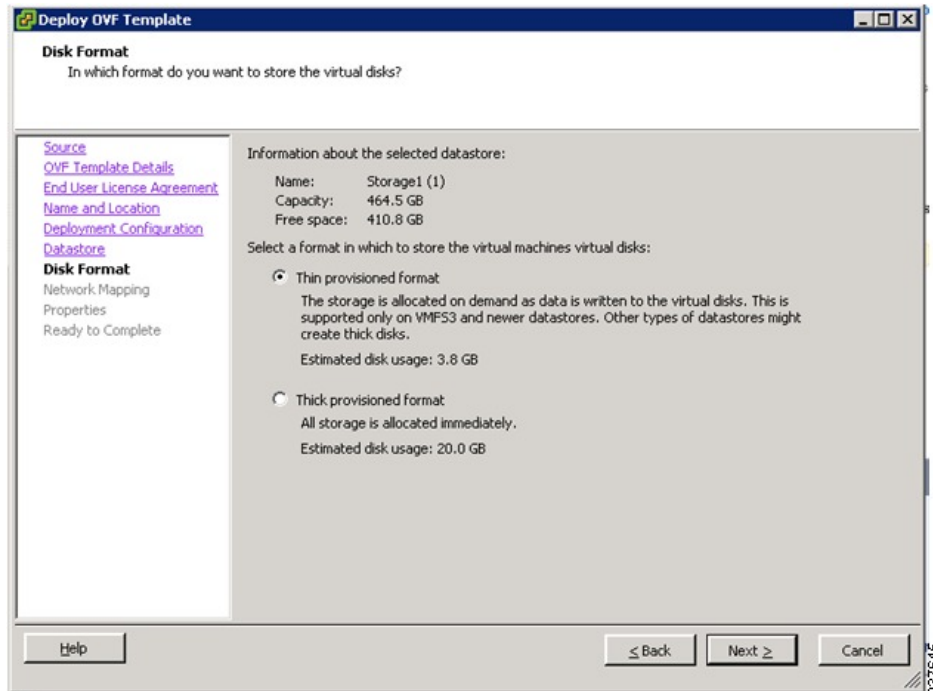 Deploy OVF Template
Disk Format
In which format do you want to store the virtual disks?
Source
OVF Template Details
End User License Agreement
Name and Location
Deployment Configuration
Datastore
Disk Format
Network Mapping
Properties
Ready to Complete
Information about the selected datastore:
Name: Storage1 (1)
Capacity: 464.5 GB
Free space: 410.8 GB
Select a format in which to store the virtual machines virtual disks:
Thin provisioned format
The storage is allocated on demand as data is written to the virtual disks. This is
supported only on VMFS3 and newer datastores. Other types of datastores might
create thick disks.
Estimated disk usage: 3.8 GB
Thick provisioned format
All storage is allocated immediately.
Estimated disk usage: 20.0 GB
Help
< Back
Next >
Cancel